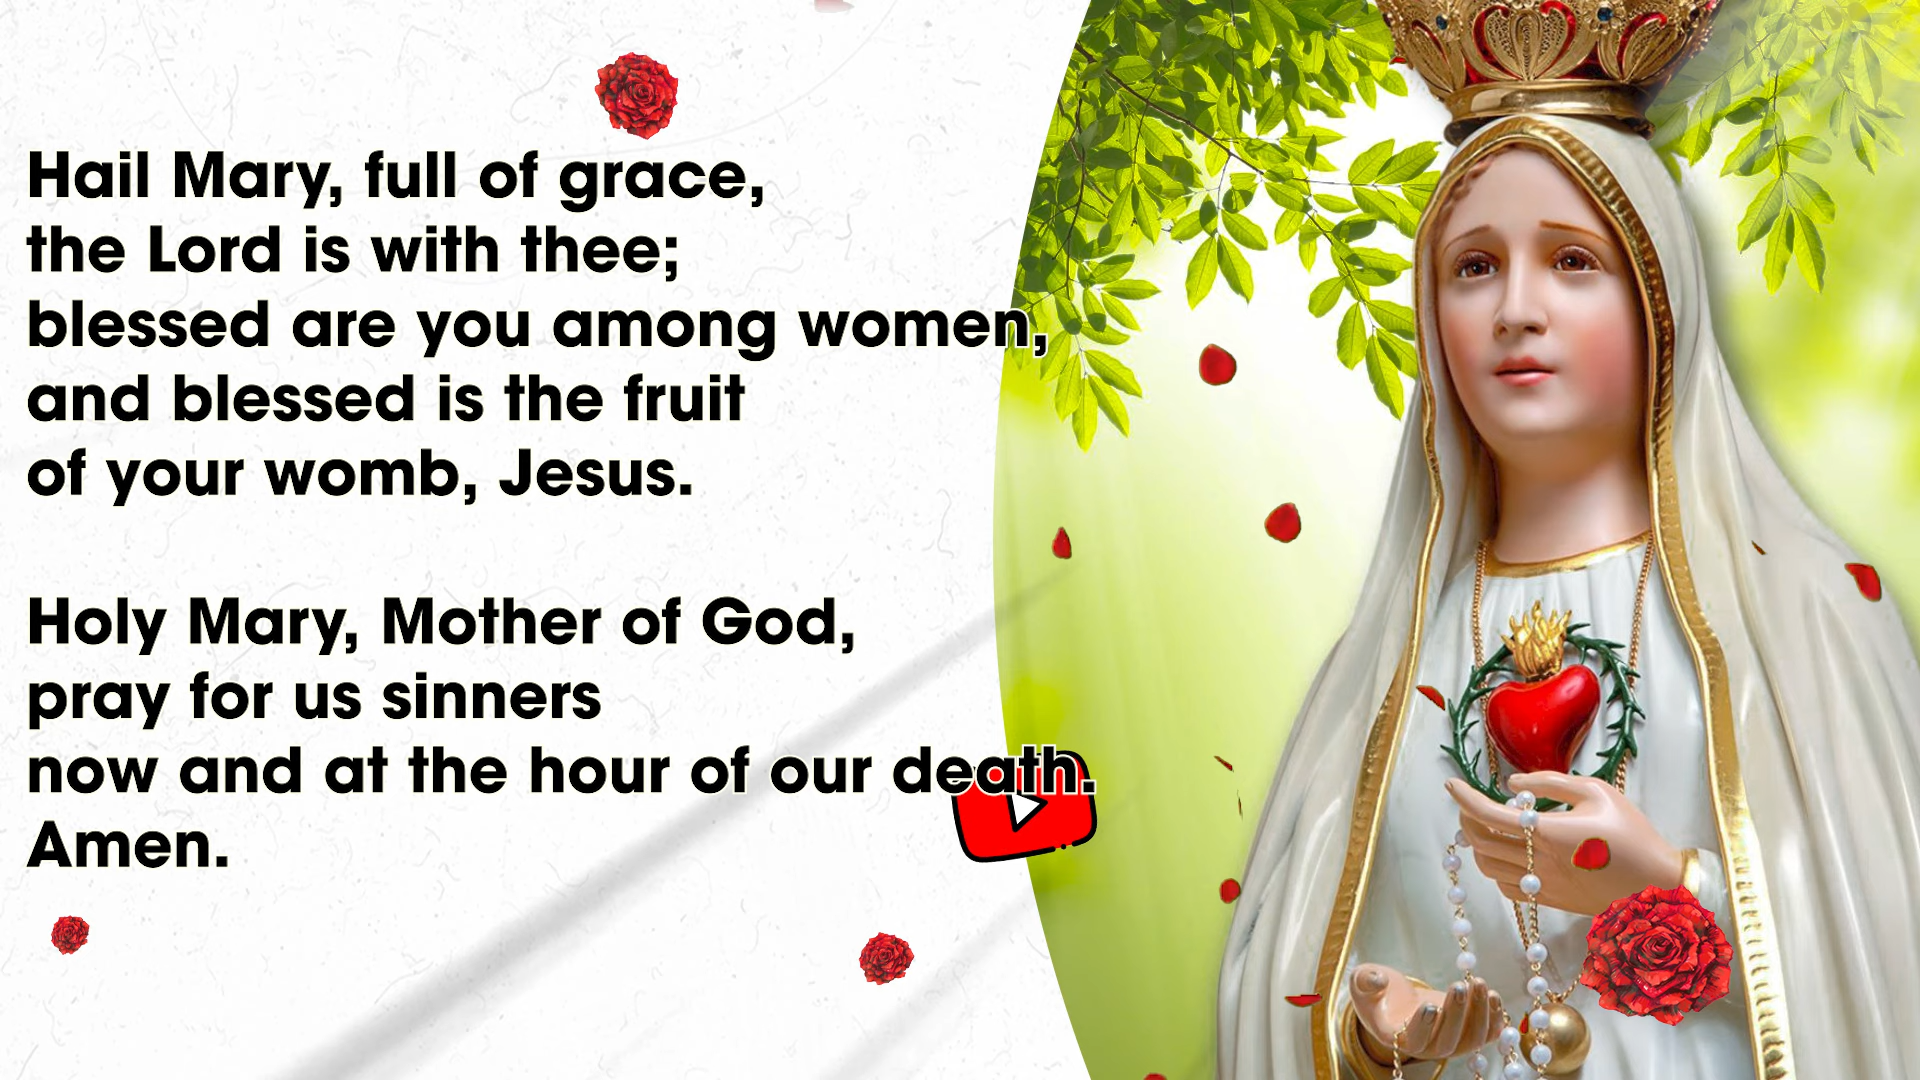 Hail Mary, full of grace,
the Lord is with thee;
blessed are you among women,
and blessed is the fruit
of your womb, Jesus.
Holy Mary, Mother of God,
pray for us sinners
now and at the hour of our death.
Amen.